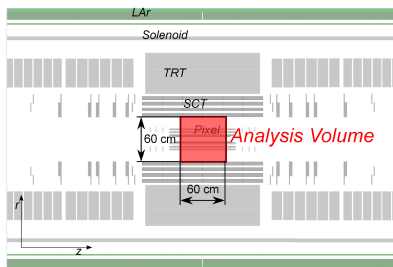 LAr
Solenoid
TRT
SCT
Pixel
Analysis Volume
60 cm
60 cm
r
z